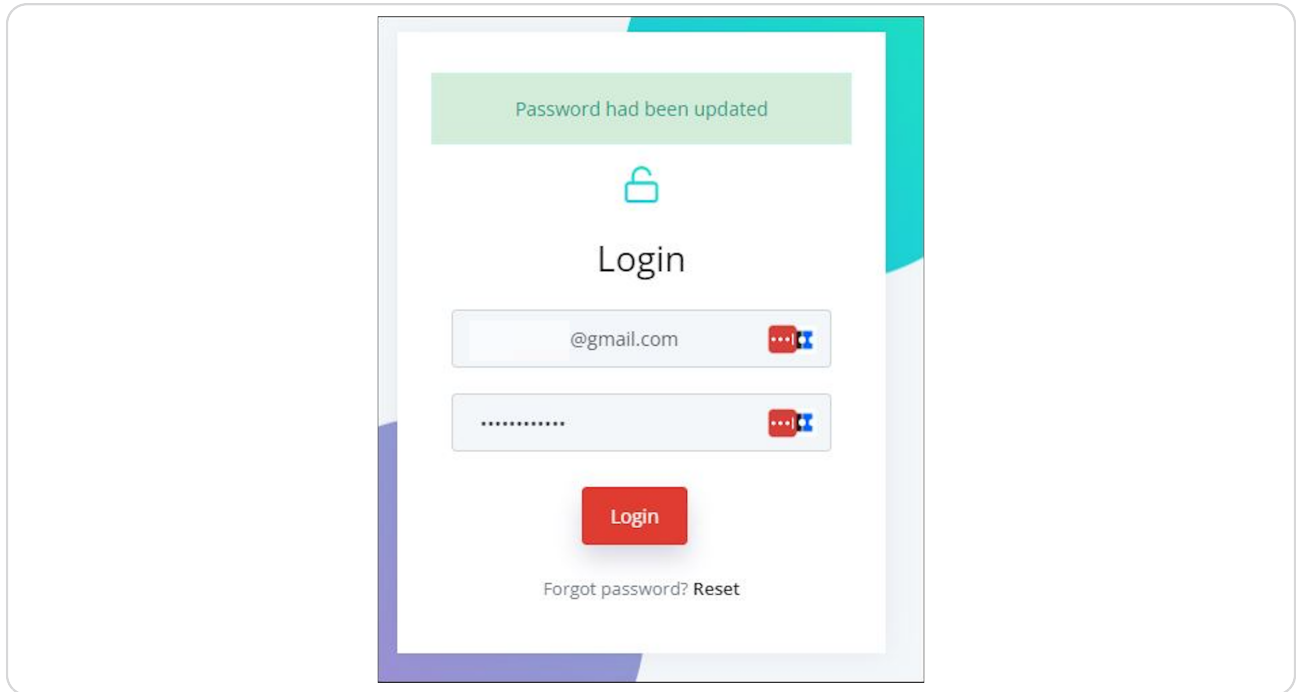 Password had been updated
Login
@gmail.com
••••••••••••
Login
Forgot password? Reset